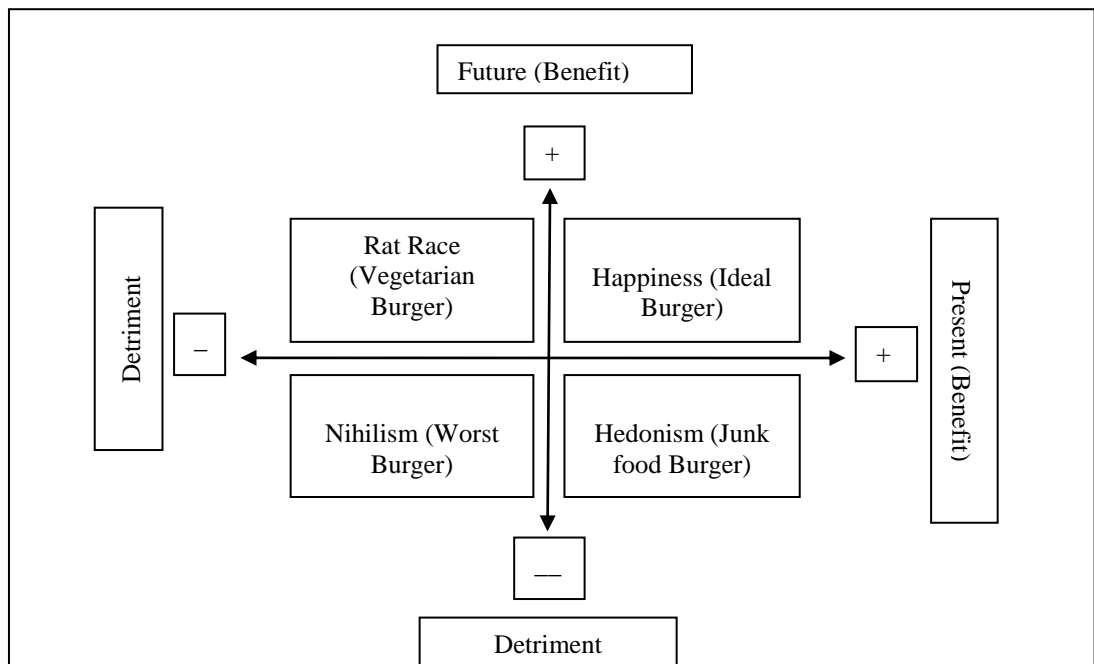 Future (Benefit)
+
Rat Race
(Vegetarian
Burger)
Happiness (Ideal
Burger)
Detriment
–
+
Present (Benefit)
Nihilism (Worst
Burger)
Hedonism (Junk
food Burger)
__
Detriment